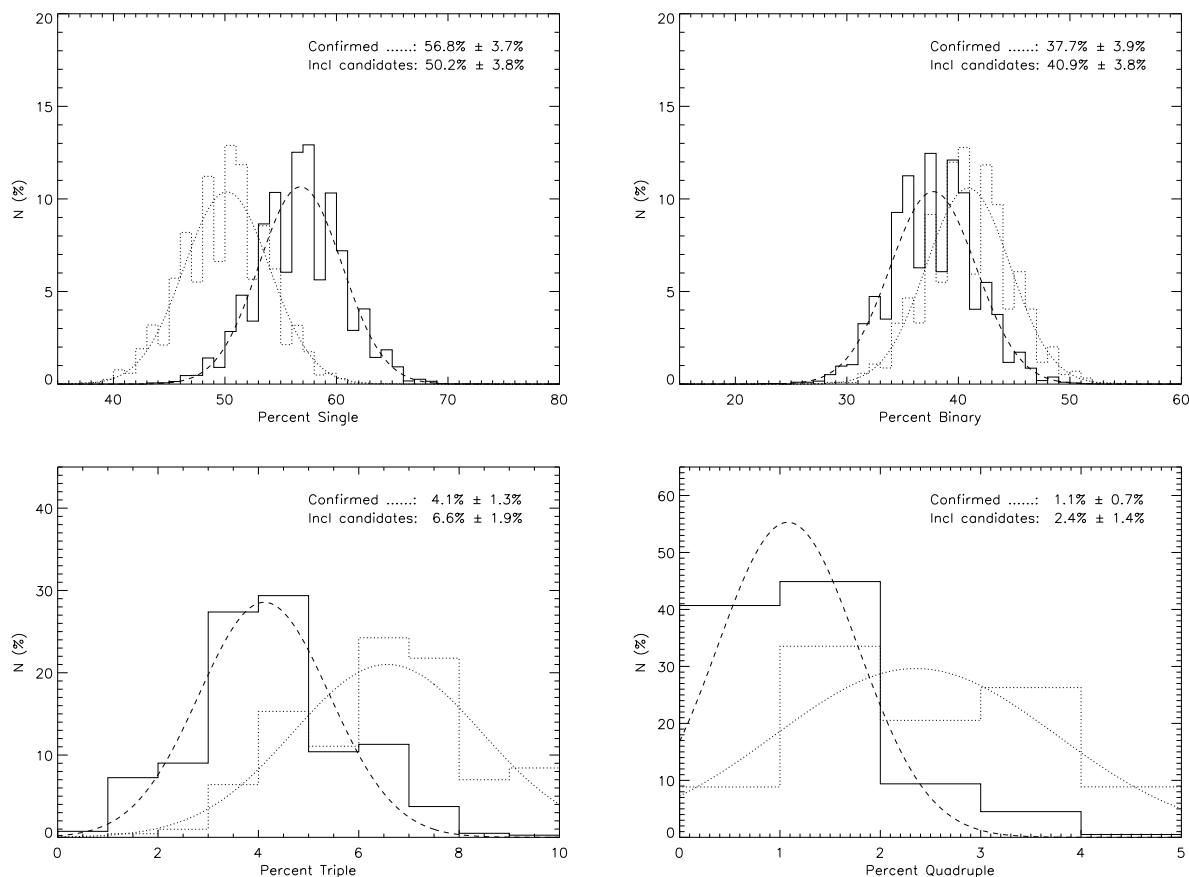 20
15
10
5
0
N (%)
Confirmed ......: 56.8% ± 3.7%
Incl candidates: 50.2% ± 3.8%
40 50 60 70 80
Percent Single
20
15
10
5
0
N (%)
Confirmed ......: 37.7% ± 3.9%
Incl candidates: 40.9% ± 3.8%
20 30 40 50 60
Percent Binary
40
30
20
10
0
N (%)
Confirmed ......: 4.1% ± 1.3%
Incl candidates: 6.6% ± 1.9%
0 2 4 6 8 10
Percent Triple
60
50
40
30
20
10
0
N (%)
Confirmed ......: 1.1% ± 0.7%
Incl candidates: 2.4% ± 1.4%
0 1 2 3 4 5
Percent Quadruple